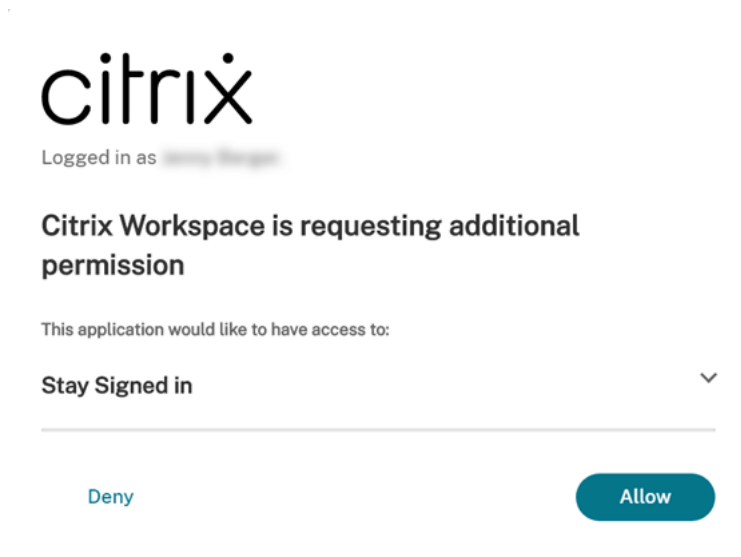 citrix
Logged in as
Citrix Workspace is requesting additional
permission
This application would like to have access to:
Stay Signed in
Deny
Allow